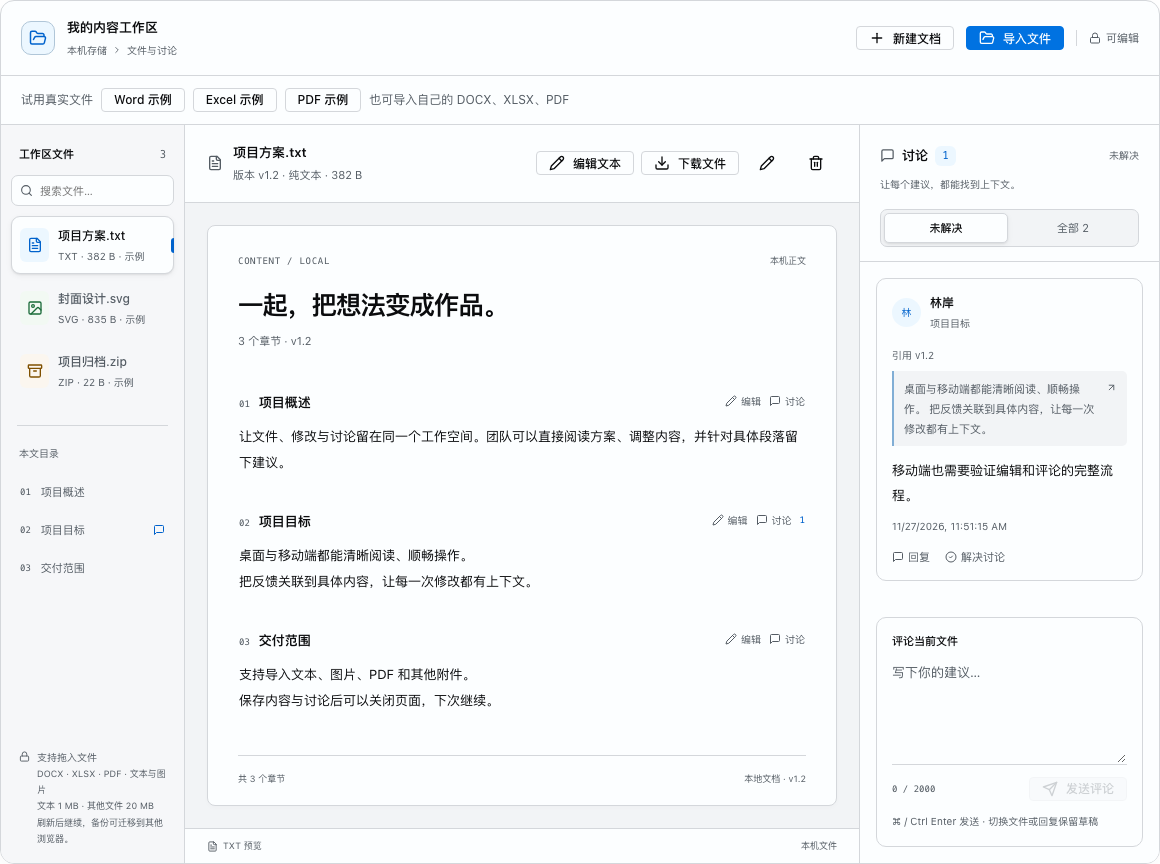 我的内容工作区
本机存储 > 文件与讨论
新建文档
导入文件
可编辑
试用真实文件
Word 示例
Excel 示例
PDF 示例
也可导入自己的 DOCX、XLSX、PDF
工作区文件
3
搜索文件...
项目方案.txt
TXT · 382 B · 示例
封面设计.svg
SVG · 835 B · 示例
项目归档.zip
ZIP · 22 B · 示例
本文目录
01 项目概述
02 项目目标
03 交付范围
支持拖入文件
DOCX · XLSX · PDF · 文本与图
片
文本 1 MB · 其他文件 20 MB
刷新后继续，备份可迁移到其他
浏览器。
项目方案.txt
版本 v1.2 · 纯文本 · 382 B
编辑文本
下载文件
CONTENT / LOCAL
本机正文
一起，把想法变成作品。
3 个章节 · v1.2
01 项目概述
编辑
讨论
让文件、修改与讨论留在同一个工作空间。团队可以直接阅读方案、调整内容，并针对具体段落留
下建议。
02 项目目标
编辑
讨论 1
桌面与移动端都能清晰阅读、顺畅操作。
把反馈关联到具体内容，让每一次修改都有上下文。
03 交付范围
编辑
讨论
支持导入文本、图片、PDF 和其他附件。
保存内容与讨论后可以关闭页面，下次继续。
共 3 个章节
本地文档 · v1.2
TXT 预览
本机文件
讨论 1
未解决
让每个建议，都能找到上下文。
未解决
全部 2
林
林岸
项目目标
引用 v1.2
桌面与移动端都能清晰阅读、顺畅操
作。 把反馈关联到具体内容，让每一次
修改都有上下文。
移动端也需要验证编辑和评论的完整流
程。
11/27/2026, 11:51:15 AM
回复
解决讨论
评论当前文件
写下你的建议...
0 / 2000
发送评论
⌘ / Ctrl Enter 发送 · 切换文件或回复保留草稿